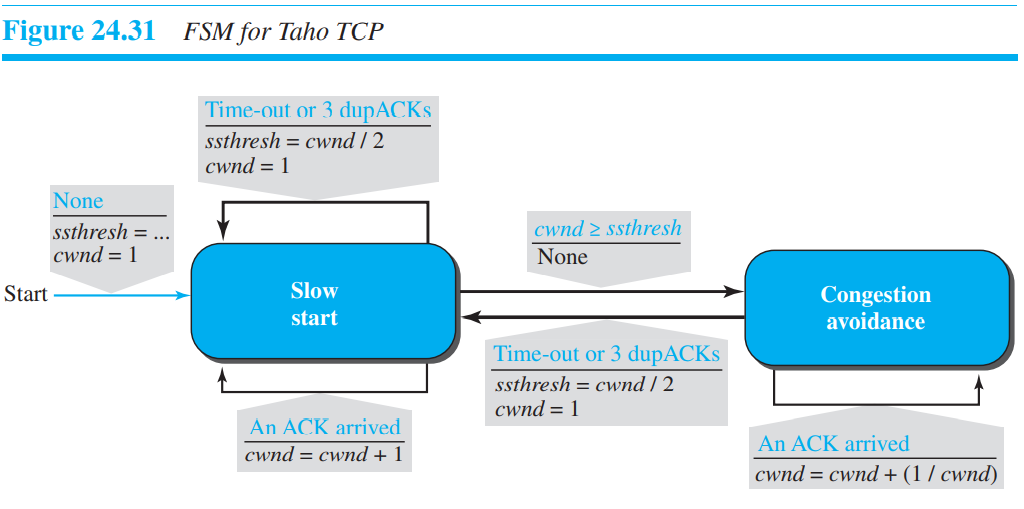 Figure 24.31 FSM for Taho TCP
Time-out or 3 dupACKs
ssthresh = cwnd / 2
cwnd = 1
None
ssthresh = ...
cwnd = 1
Start
Slow
start
An ACK arrived
cwnd = cwnd + 1
cwnd ≥ ssthresh
None
Time-out or 3 dupACKs
ssthresh = cwnd / 2
cwnd = 1
Congestion
avoidance
An ACK arrived
cwnd = cwnd + (1 / cwnd)